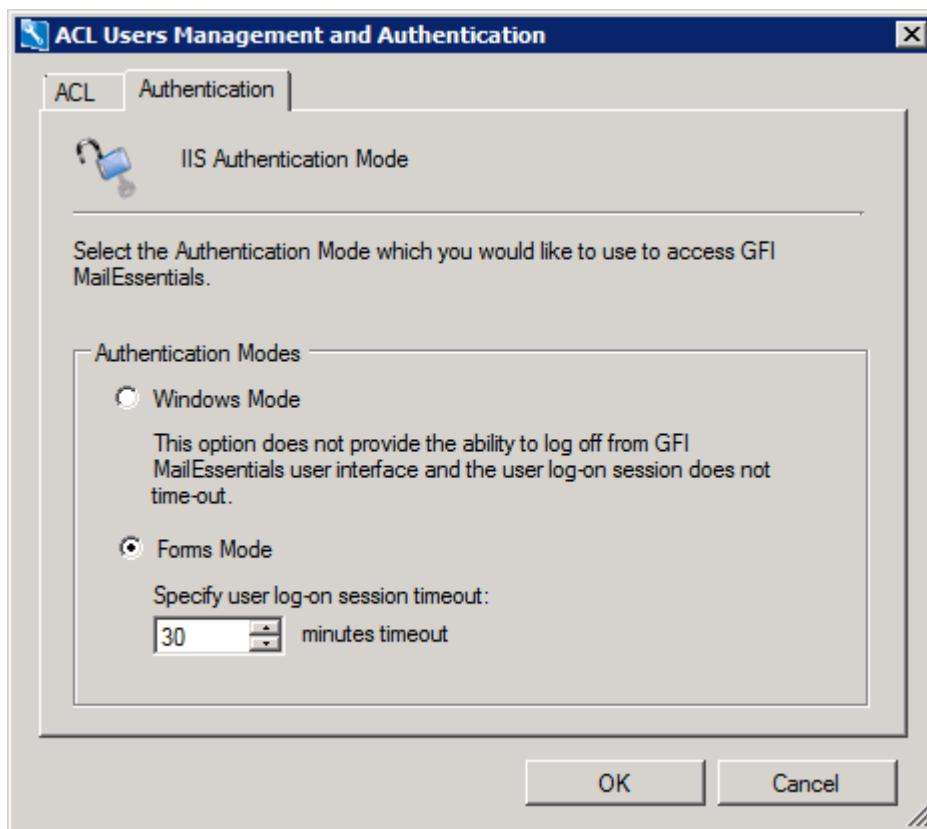 ACL Users Management and Authentication
ACL
Authentication
IIS Authentication Mode
Select the Authentication Mode which you would like to use to access GFI
MailEssentials.
Authentication Modes
Windows Mode
This option does not provide the ability to log off from GFI
MailEssentials user interface and the user log-on session does not
time-out.
Forms Mode
Specify user log-on session timeout:
30 minutes timeout
OK Cancel